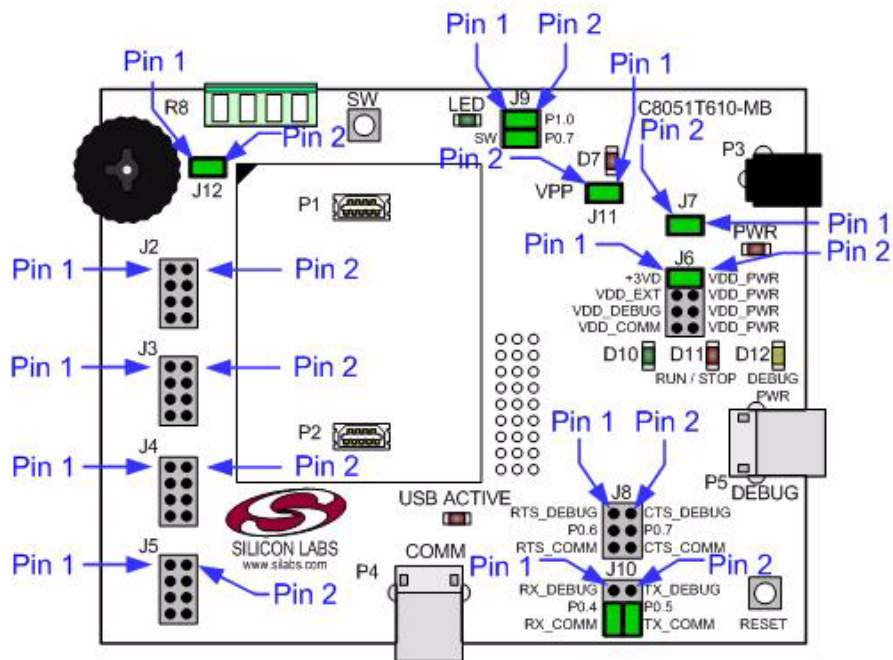 Pin 1 Pin 2
Pin 1
Pin 1
J9
R8
SW
LED
P1.0
C8051T610-MB
SW P0.7
Pin 2
Pin 2
Pin 2
D7
P3
J12
P1
VPP
J11
J7
Pin 1
Pin 1
PWR
Pin 2
J2
J6
Pin 1 Pin 2
+3VD VDD_PWR
VDD_EXT VDD_PWR
VDD_DEBUG VDD_PWR
VDD_COMM VDD_PWR
J3
D10 D11 D12
Pin 1 Pin 2
RUN / STOP DEBUG
PWR
Pin 1 Pin 2
P2
J4
Pin 1 Pin 2
J8
P5
DEBUG
USB ACTIVE
RTS_DEBUG CTS_DEBUG
P0.6 P0.7
RTS_COMM CTS_COMM
SILICON LABS
www.silabs.com
J5
COMM
P4
Pin 1
Pin 2
Pin 1
J10
Pin 2
RX_DEBUG TX_DEBUG
P0.4 P0.5
RX_COMM TX_COMM
RESET